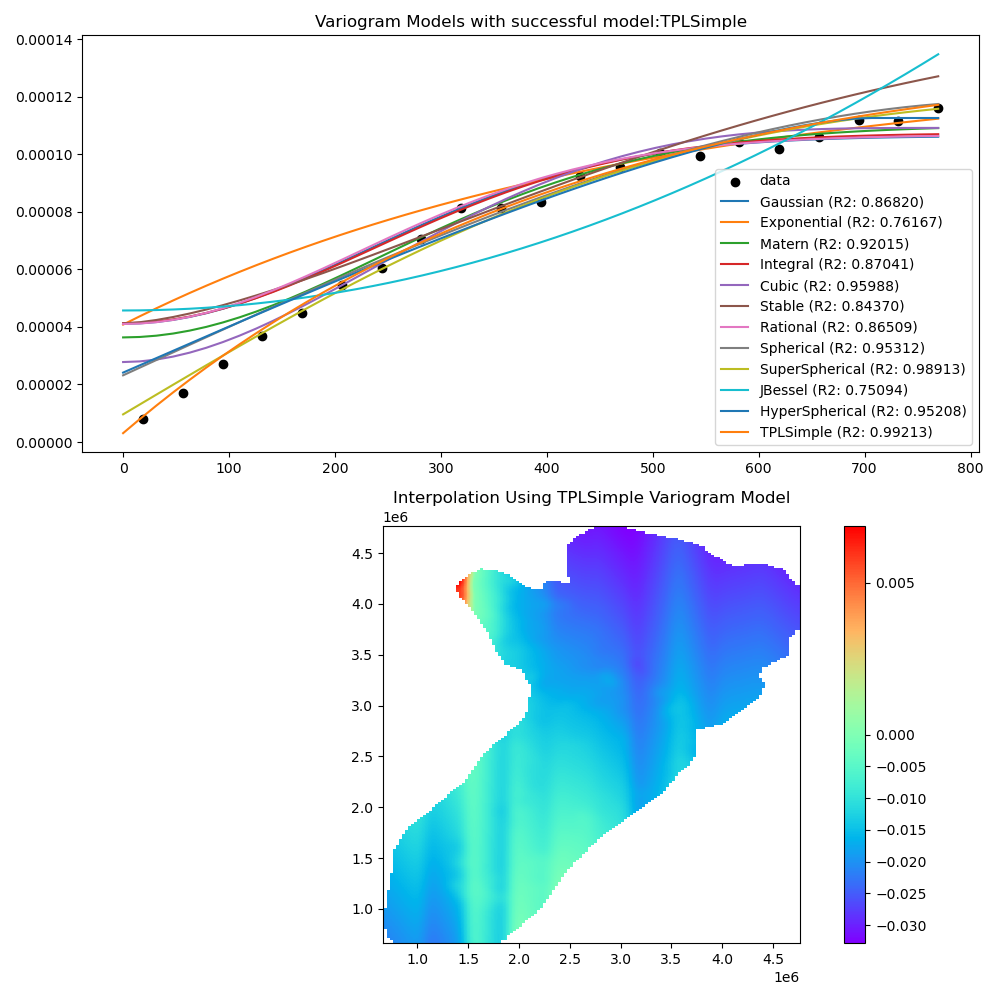 Variogram Models with successful model:TPLSimple
0.00014
0.00012
0.00010
0.00008
0.00006
0.00004
0.00002
0.00000
data
Gaussian (R2: 0.86820)
Exponential (R2: 0.76167)
Matern (R2: 0.92015)
Integral (R2: 0.87041)
Cubic (R2: 0.95988)
Stable (R2: 0.84370)
Rational (R2: 0.86509)
Spherical (R2: 0.95312)
SuperSpherical (R2: 0.98913)
JBessel (R2: 0.75094)
HyperSpherical (R2: 0.95208)
TPLSimple (R2: 0.99213)
0 100 200 300 400 500 600 700 800
Interpolation Using TPLSimple Variogram Model
1e6
4.5
4.0
3.5
3.0
2.5
2.0
1.5
1.0
1.0 1.5 2.0 2.5 3.0 3.5 4.0 4.5
1e6
0.005
0.000
−0.005
−0.010
−0.015
−0.020
−0.025
−0.030